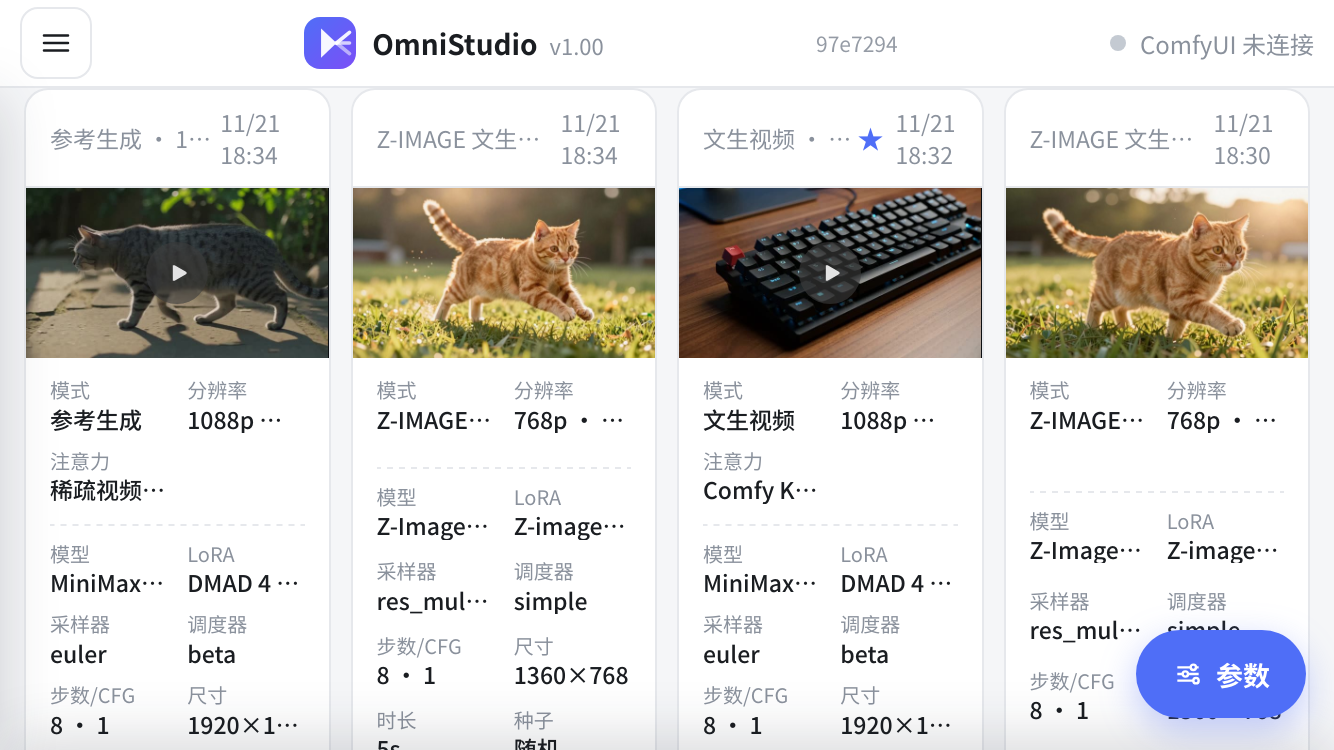 OmniStudio v1.00
97e7294
ComfyUI 未连接
参考生成 • 1⋯
11/21
18:34
Z-IMAGE 文生⋯
11/21
18:34
文生视频 • ⋯
11/21
18:32
Z-IMAGE 文生⋯
11/21
18:30
模式 分辨率
参考生成 1088p ⋯
注意力
稀疏视频⋯
模型 LoRA
MiniMax⋯ DMAD 4 ⋯
采样器 调度器
euler beta
步数/CFG 尺寸
8 • 1 1920×1⋯
模式 分辨率
Z-IMAGE⋯ 768p • ⋯
模型 LoRA
Z-Image⋯ Z-image⋯
采样器 调度器
res_mul⋯ simple
步数/CFG 尺寸
8 • 1 1360×768
时长 种子
5s 随机
模式 分辨率
文生视频 1088p ⋯
注意力
Comfy K⋯
模型 LoRA
MiniMax⋯ DMAD 4 ⋯
采样器 调度器
euler beta
步数/CFG 尺寸
8 • 1 1920×1⋯
模式 分辨率
Z-IMAGE⋯ 768p • ⋯
模型 LoRA
Z-Image⋯ Z-image⋯
采样器 调度器
res_mul⋯ simple
步数/CFG
8 • 1
参数